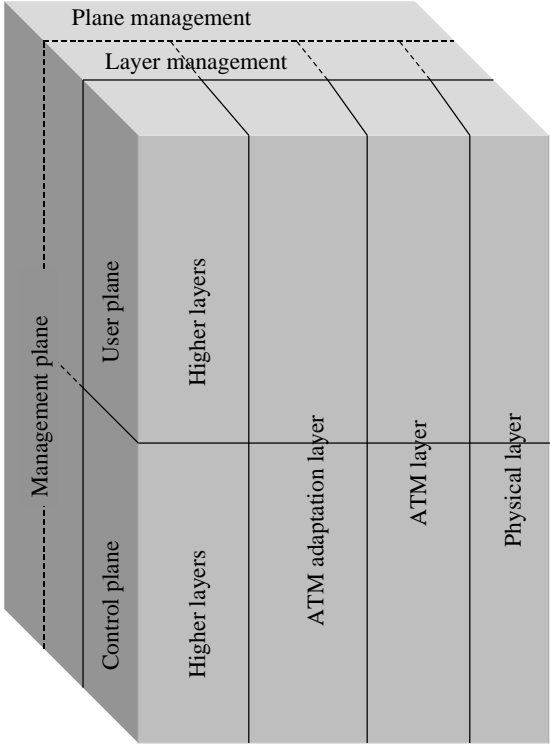 Plane management
Layer management
Management plane
User plane
Control plane
Higher layers
Higher layers
ATM adaptation layer
ATM layer
Physical layer